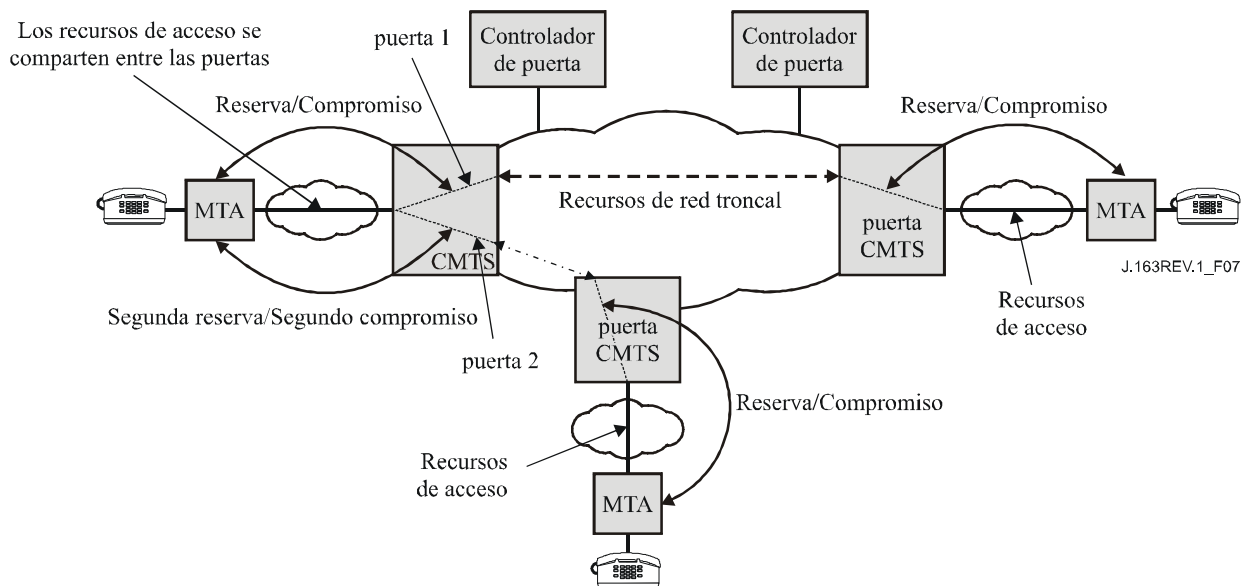 Los recursos de acceso se
comparten entre las puertas
puerta 1
Controlador
de puerta
Controlador
de puerta
Reserva/Compromiso
Reserva/Compromiso
MTA
CMTS
Recursos de red troncal
puerta
CMTS
MTA
J.163REV.1_F07
Segunda reserva/Segundo compromiso
puerta 2
puerta
CMTS
Recursos
de acceso
Reserva/Compromiso
Recursos
de acceso
MTA